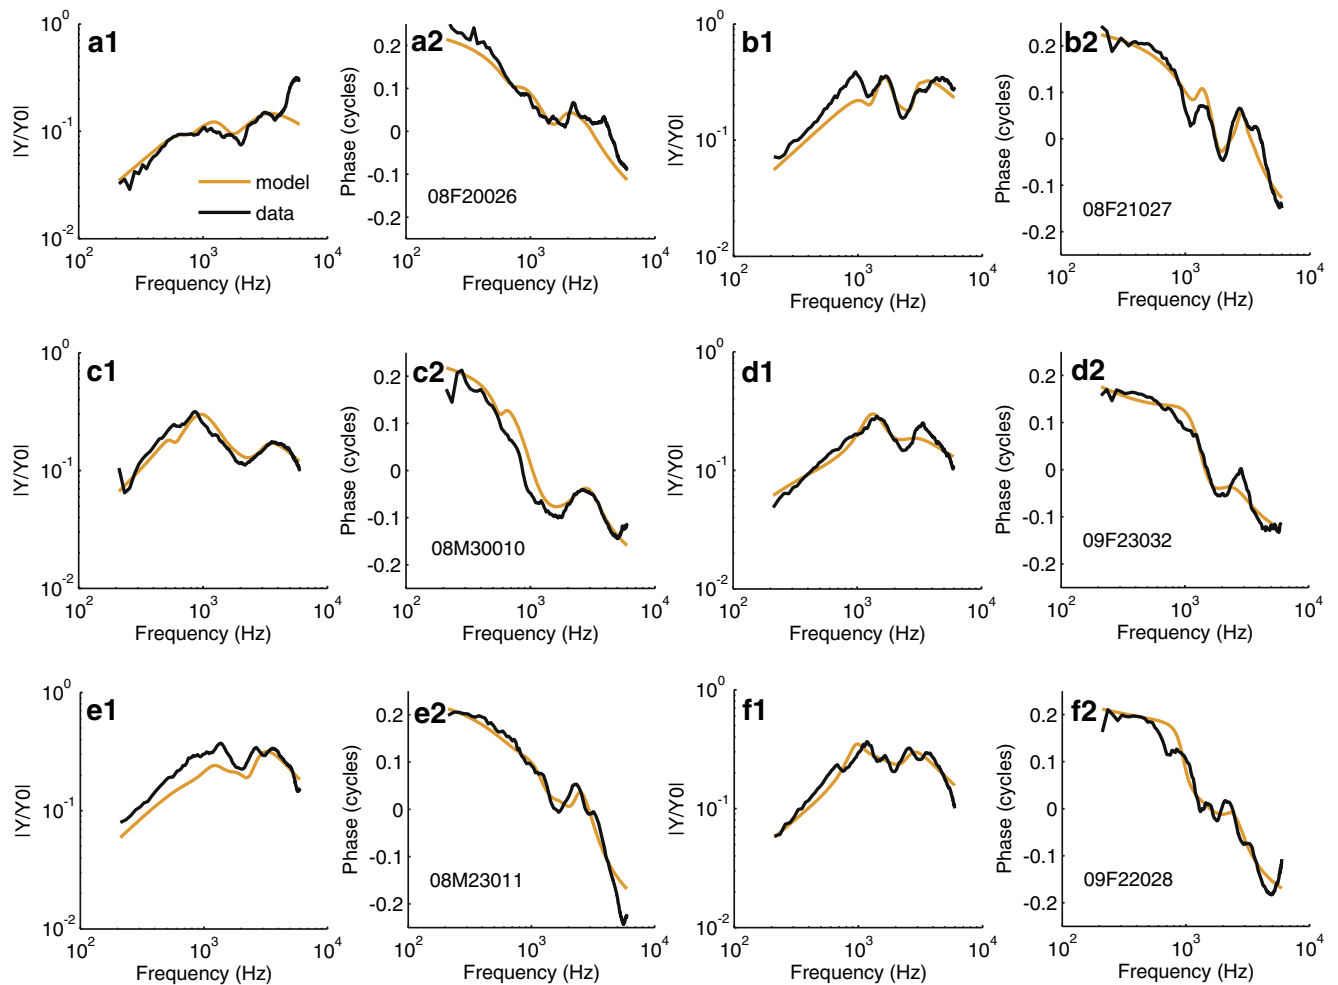 a1
10^0
10^-1
10^-2
|Y/Y0|
model
data
10^2
10^3
10^4
Frequency (Hz)
a2
0.2
0.1
0
-0.1
-0.2
Phase (cycles)
08F20026
10^2
10^3
10^4
Frequency (Hz)
b1
10^0
10^-1
10^-2
|Y/Y0|
10^2
10^3
10^4
Frequency (Hz)
b2
0.2
0.1
0
-0.1
-0.2
Phase (cycles)
08F21027
10^2
10^3
10^4
Frequency (Hz)
c1
10^0
10^-1
10^-2
|Y/Y0|
10^2
10^3
10^4
Frequency (Hz)
c2
0.2
0.1
0
-0.1
-0.2
Phase (cycles)
08M30010
10^2
10^3
10^4
Frequency (Hz)
d1
10^0
10^-1
10^-2
|Y/Y0|
10^2
10^3
10^4
Frequency (Hz)
d2
0.2
0.1
0
-0.1
-0.2
Phase (cycles)
09F23032
10^2
10^3
10^4
Frequency (Hz)
e1
10^0
10^-1
10^-2
|Y/Y0|
10^2
10^3
10^4
Frequency (Hz)
e2
0.2
0.1
0
-0.1
-0.2
Phase (cycles)
08M23011
10^2
10^3
10^4
Frequency (Hz)
f1
10^0
10^-1
10^-2
|Y/Y0|
10^2
10^3
10^4
Frequency (Hz)
f2
0.2
0.1
0
-0.1
-0.2
Phase (cycles)
09F22028
10^2
10^3
10^4
Frequency (Hz)